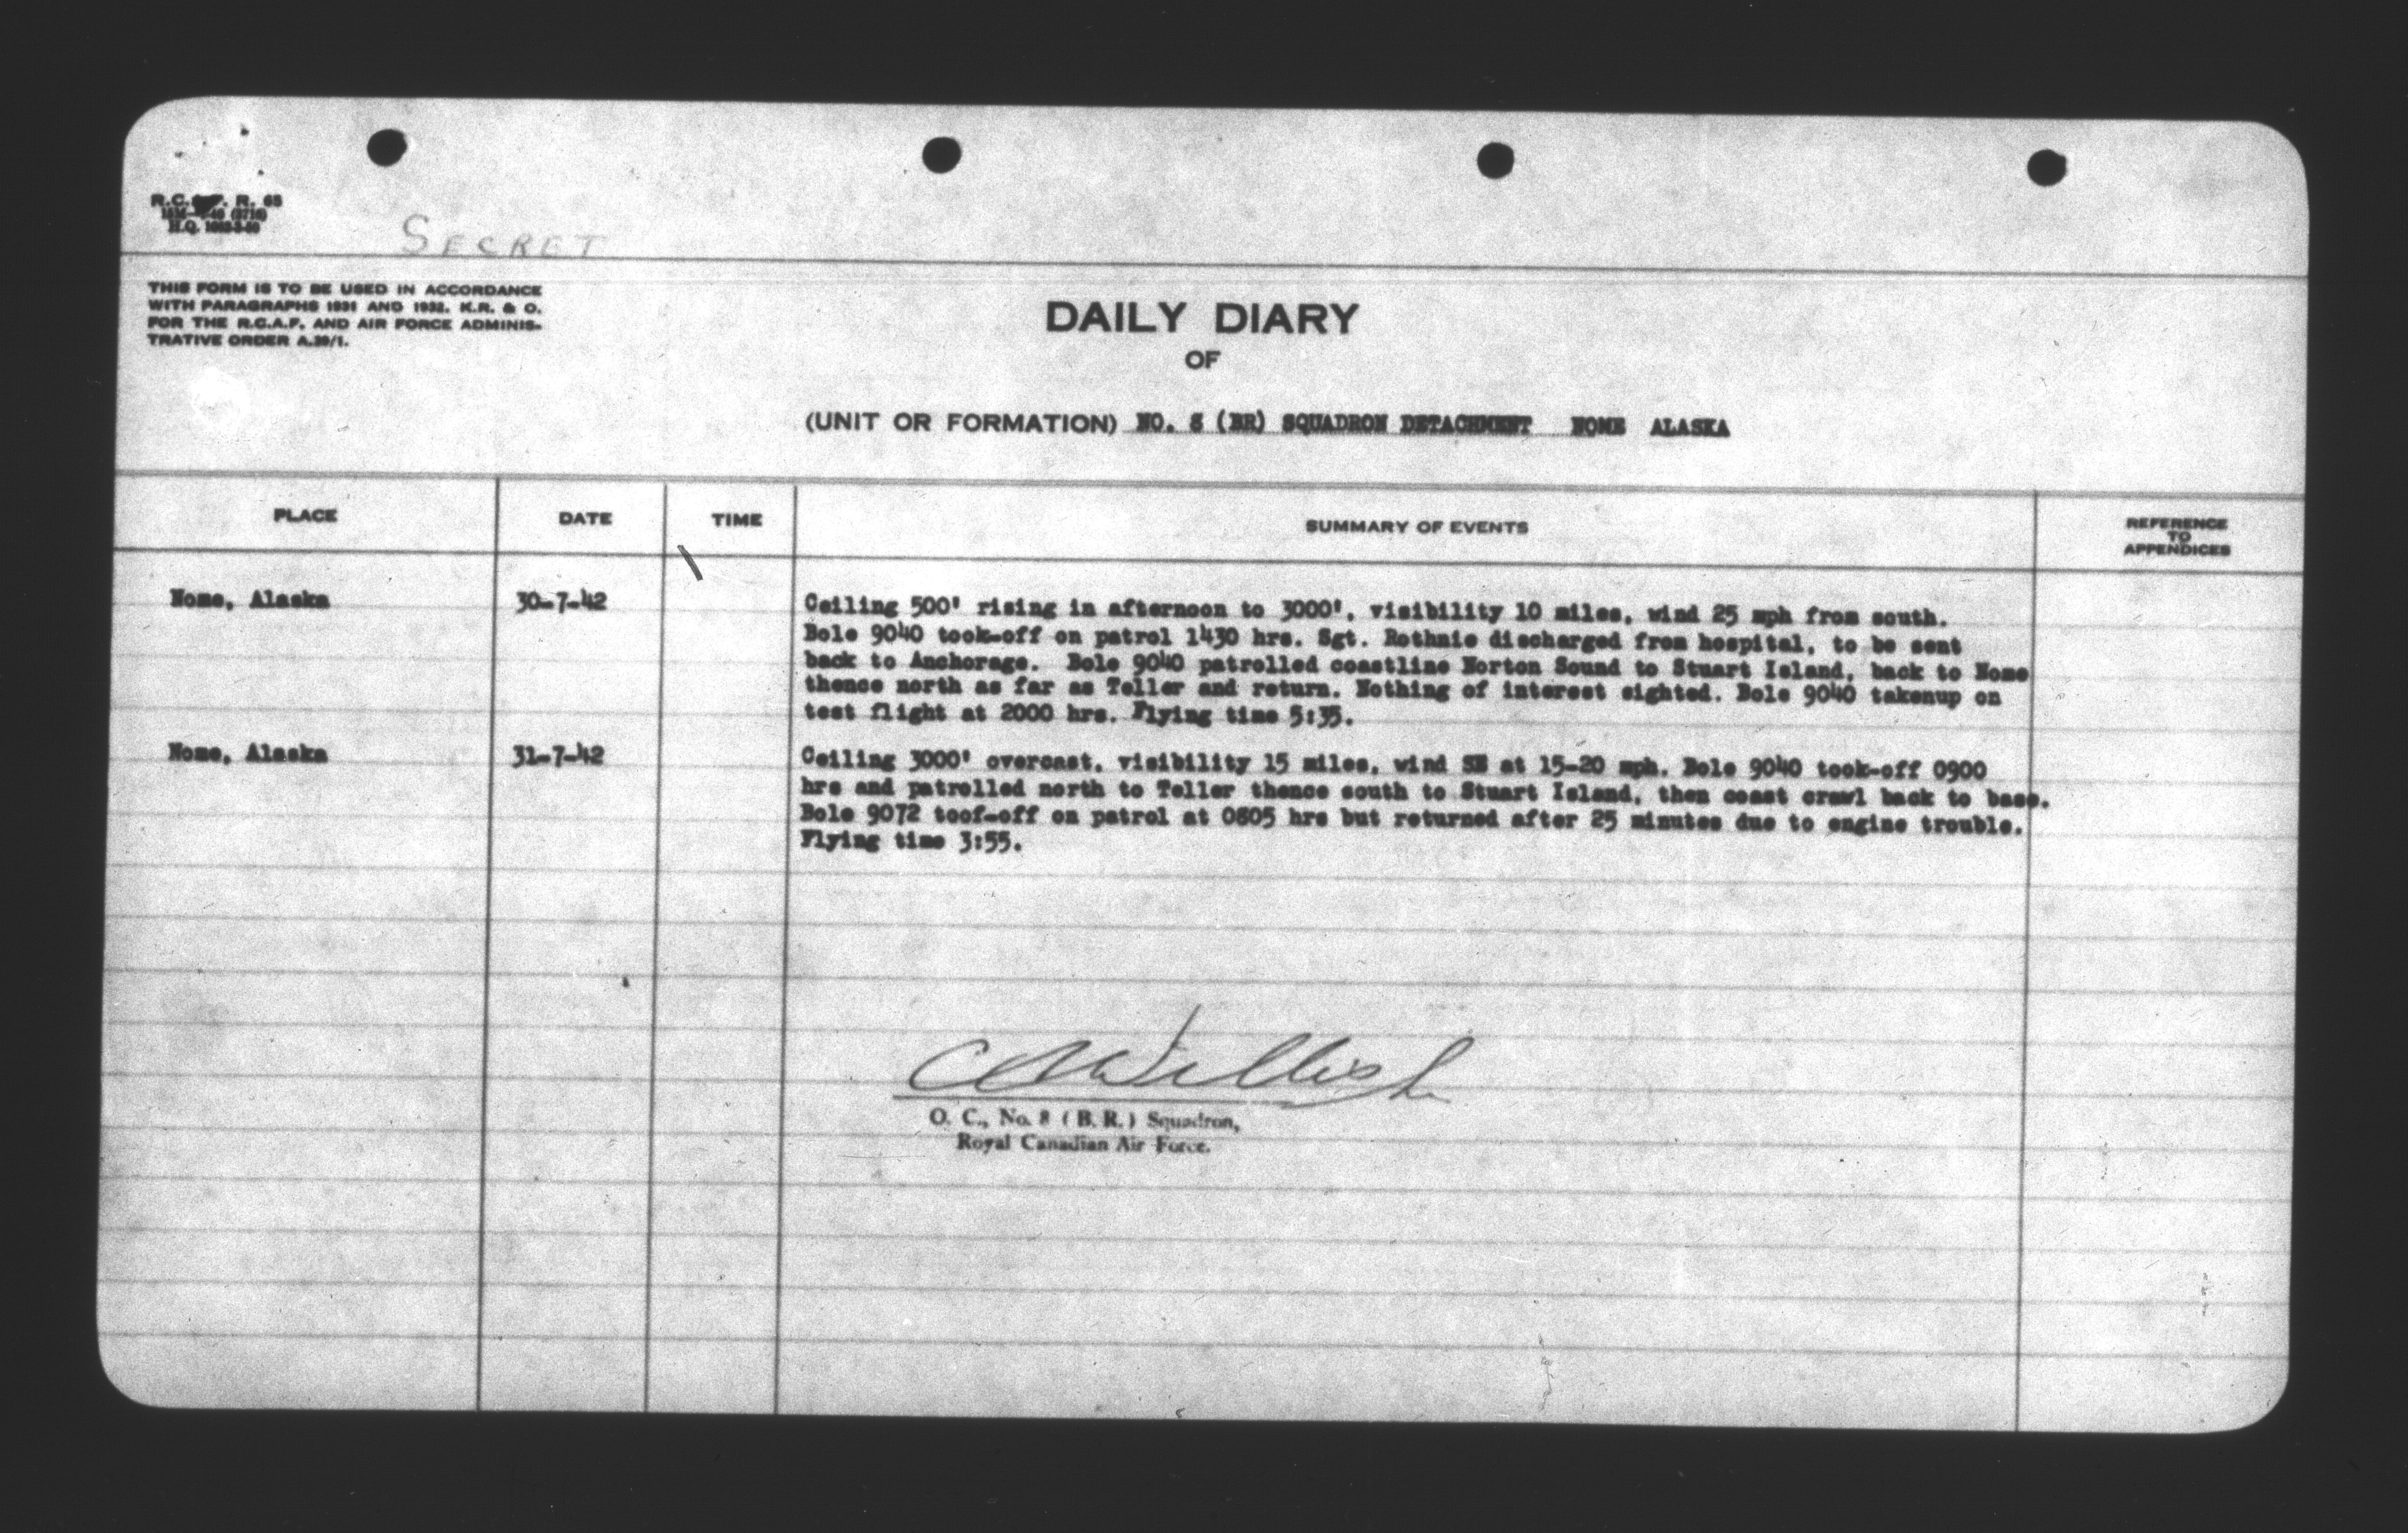 R.C.A.F. R. 65
H.Q.
SECRET
THIS FORM IS TO BE USED IN ACCORDANCE
WITH PARAGRAPHS 1931 AND 1932, K.R. & O.
FOR THE R.C.A.F. AND AIR FORCE ADMINIS-
TRATIVE ORDER A.39/1.
DAILY DIARY
OF
(UNIT OR FORMATION) NO. 8 (BR) SQUADRON DETACHMENT NOME ALASKA
PLACE DATE TIME SUMMARY OF EVENTS REFERENCE TO APPENDICES
Nome, Alaska 30-7-42 Ceiling 500' rising in afternoon to 3000', visibility 10 miles, wind 25 mph from south.
Bole 9040 took-off on patrol 1430 hrs. Sgt. Rothnie discharged from hospital, to be sent
back to Anchorage. Bole 9040 patrolled coastline Norton Sound to Stuart Island, back to Nome
thence north as far as Teller and return. Nothing of interest sighted. Bole 9040 takenup on
test flight at 2000 hrs. Flying time 5:35.
Nome, Alaska 31-7-42 Ceiling 3000' overcast, visibility 15 miles, wind SE at 15-20 mph. Bole 9040 took-off 0900
hrs and patrolled north to Teller thence south to Stuart Island, then coast crawl back to base.
Bole 9072 toof-off on patrol at 0805 hrs but returned after 25 minutes due to engine trouble.
Flying time 3:55.
O. C., No. 8 (B. R.) Squadron,
Royal Canadian Air Force.